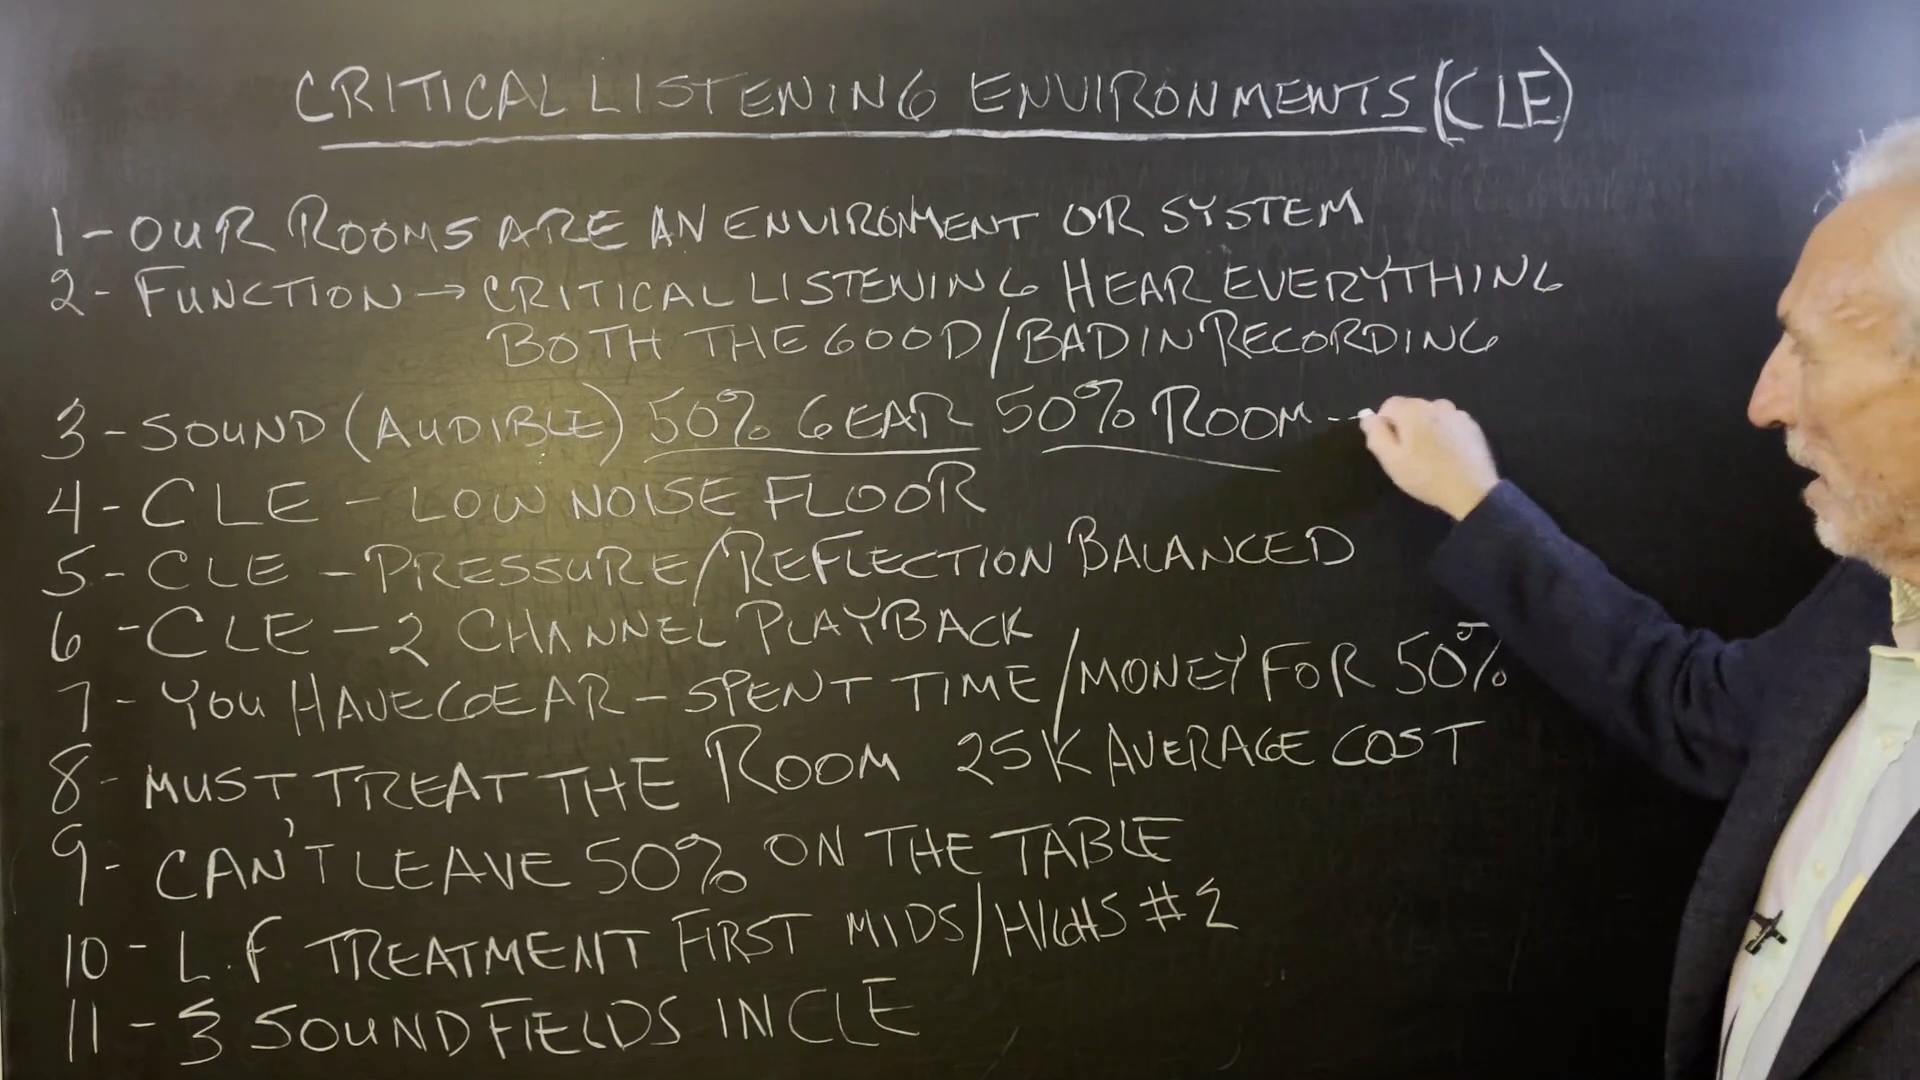 CRITICAL LISTENING ENVIRONMENTS (CLE)
1 - OUR ROOMS ARE AN ENVIRONMENT OR SYSTEM
2 - FUNCTION → CRITICAL LISTENING HEAR EVERYTHING
BOTH THE GOOD/BAD IN RECORDING
3 - SOUND (AUDIBLE) 50% GEAR 50% ROOM -
4 - CLE - LOW NOISE FLOOR
5 - CLE - PRESSURE/REFLECTION BALANCED
6 - CLE - 2 CHANNEL PLAYBACK
7 - YOU HAVE GEAR - SPENT TIME/MONEY FOR 50%
8 - MUST TREAT THE ROOM 25K AVERAGE COST
9 - CAN'T LEAVE 50% ON THE TABLE
10 - L.F TREATMENT FIRST MIDS/HIGHS #2
11 - 3 SOUND FIELDS IN CLE